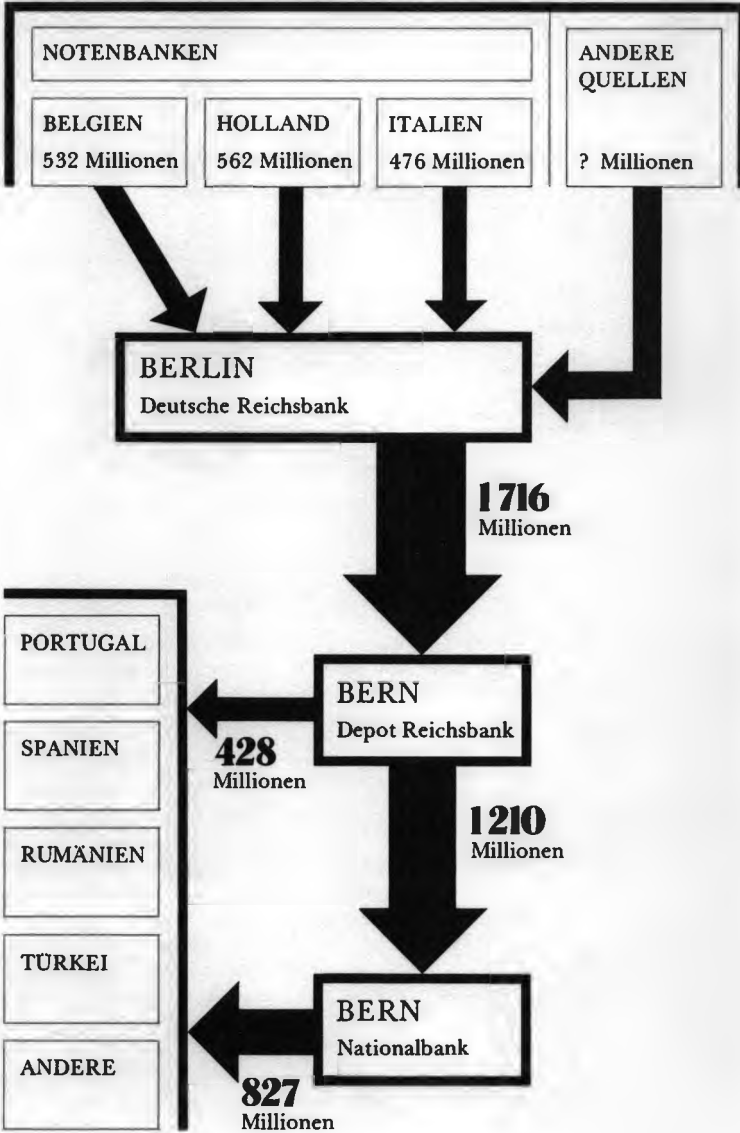 NOTENBANKEN
BELGIEN
532 Millionen
HOLLAND
562 Millionen
ITALIEN
476 Millionen
ANDERE
QUELLEN
? Millionen
BERLIN
Deutsche Reichsbank
1716
Millionen
PORTUGAL
SPANIEN
RUMÄNIEN
TÜRKEI
ANDERE
BERN
Depot Reichsbank
428
Millionen
1210
Millionen
BERN
Nationalbank
827
Millionen